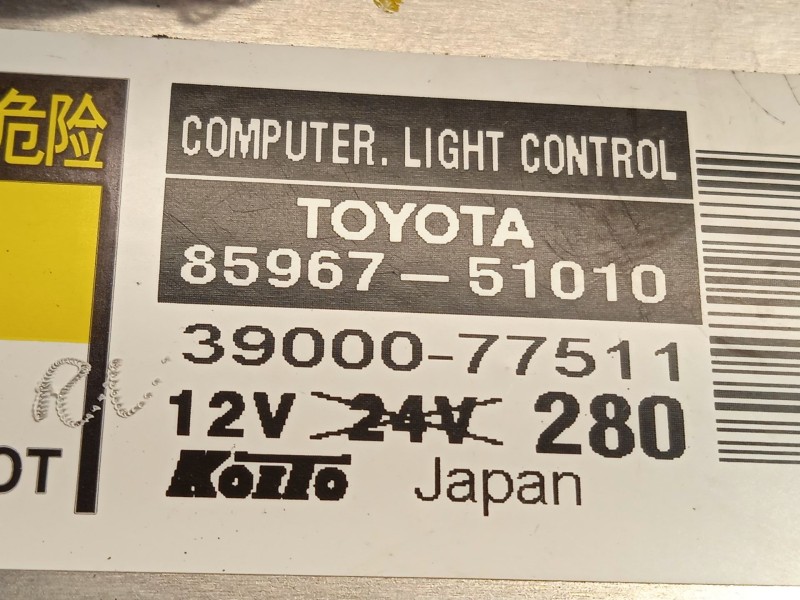 危险
COMPUTER. LIGHT CONTROL
TOYOTA
85967-51010
39000-77511
12V 24V 280
KOITO Japan
OT